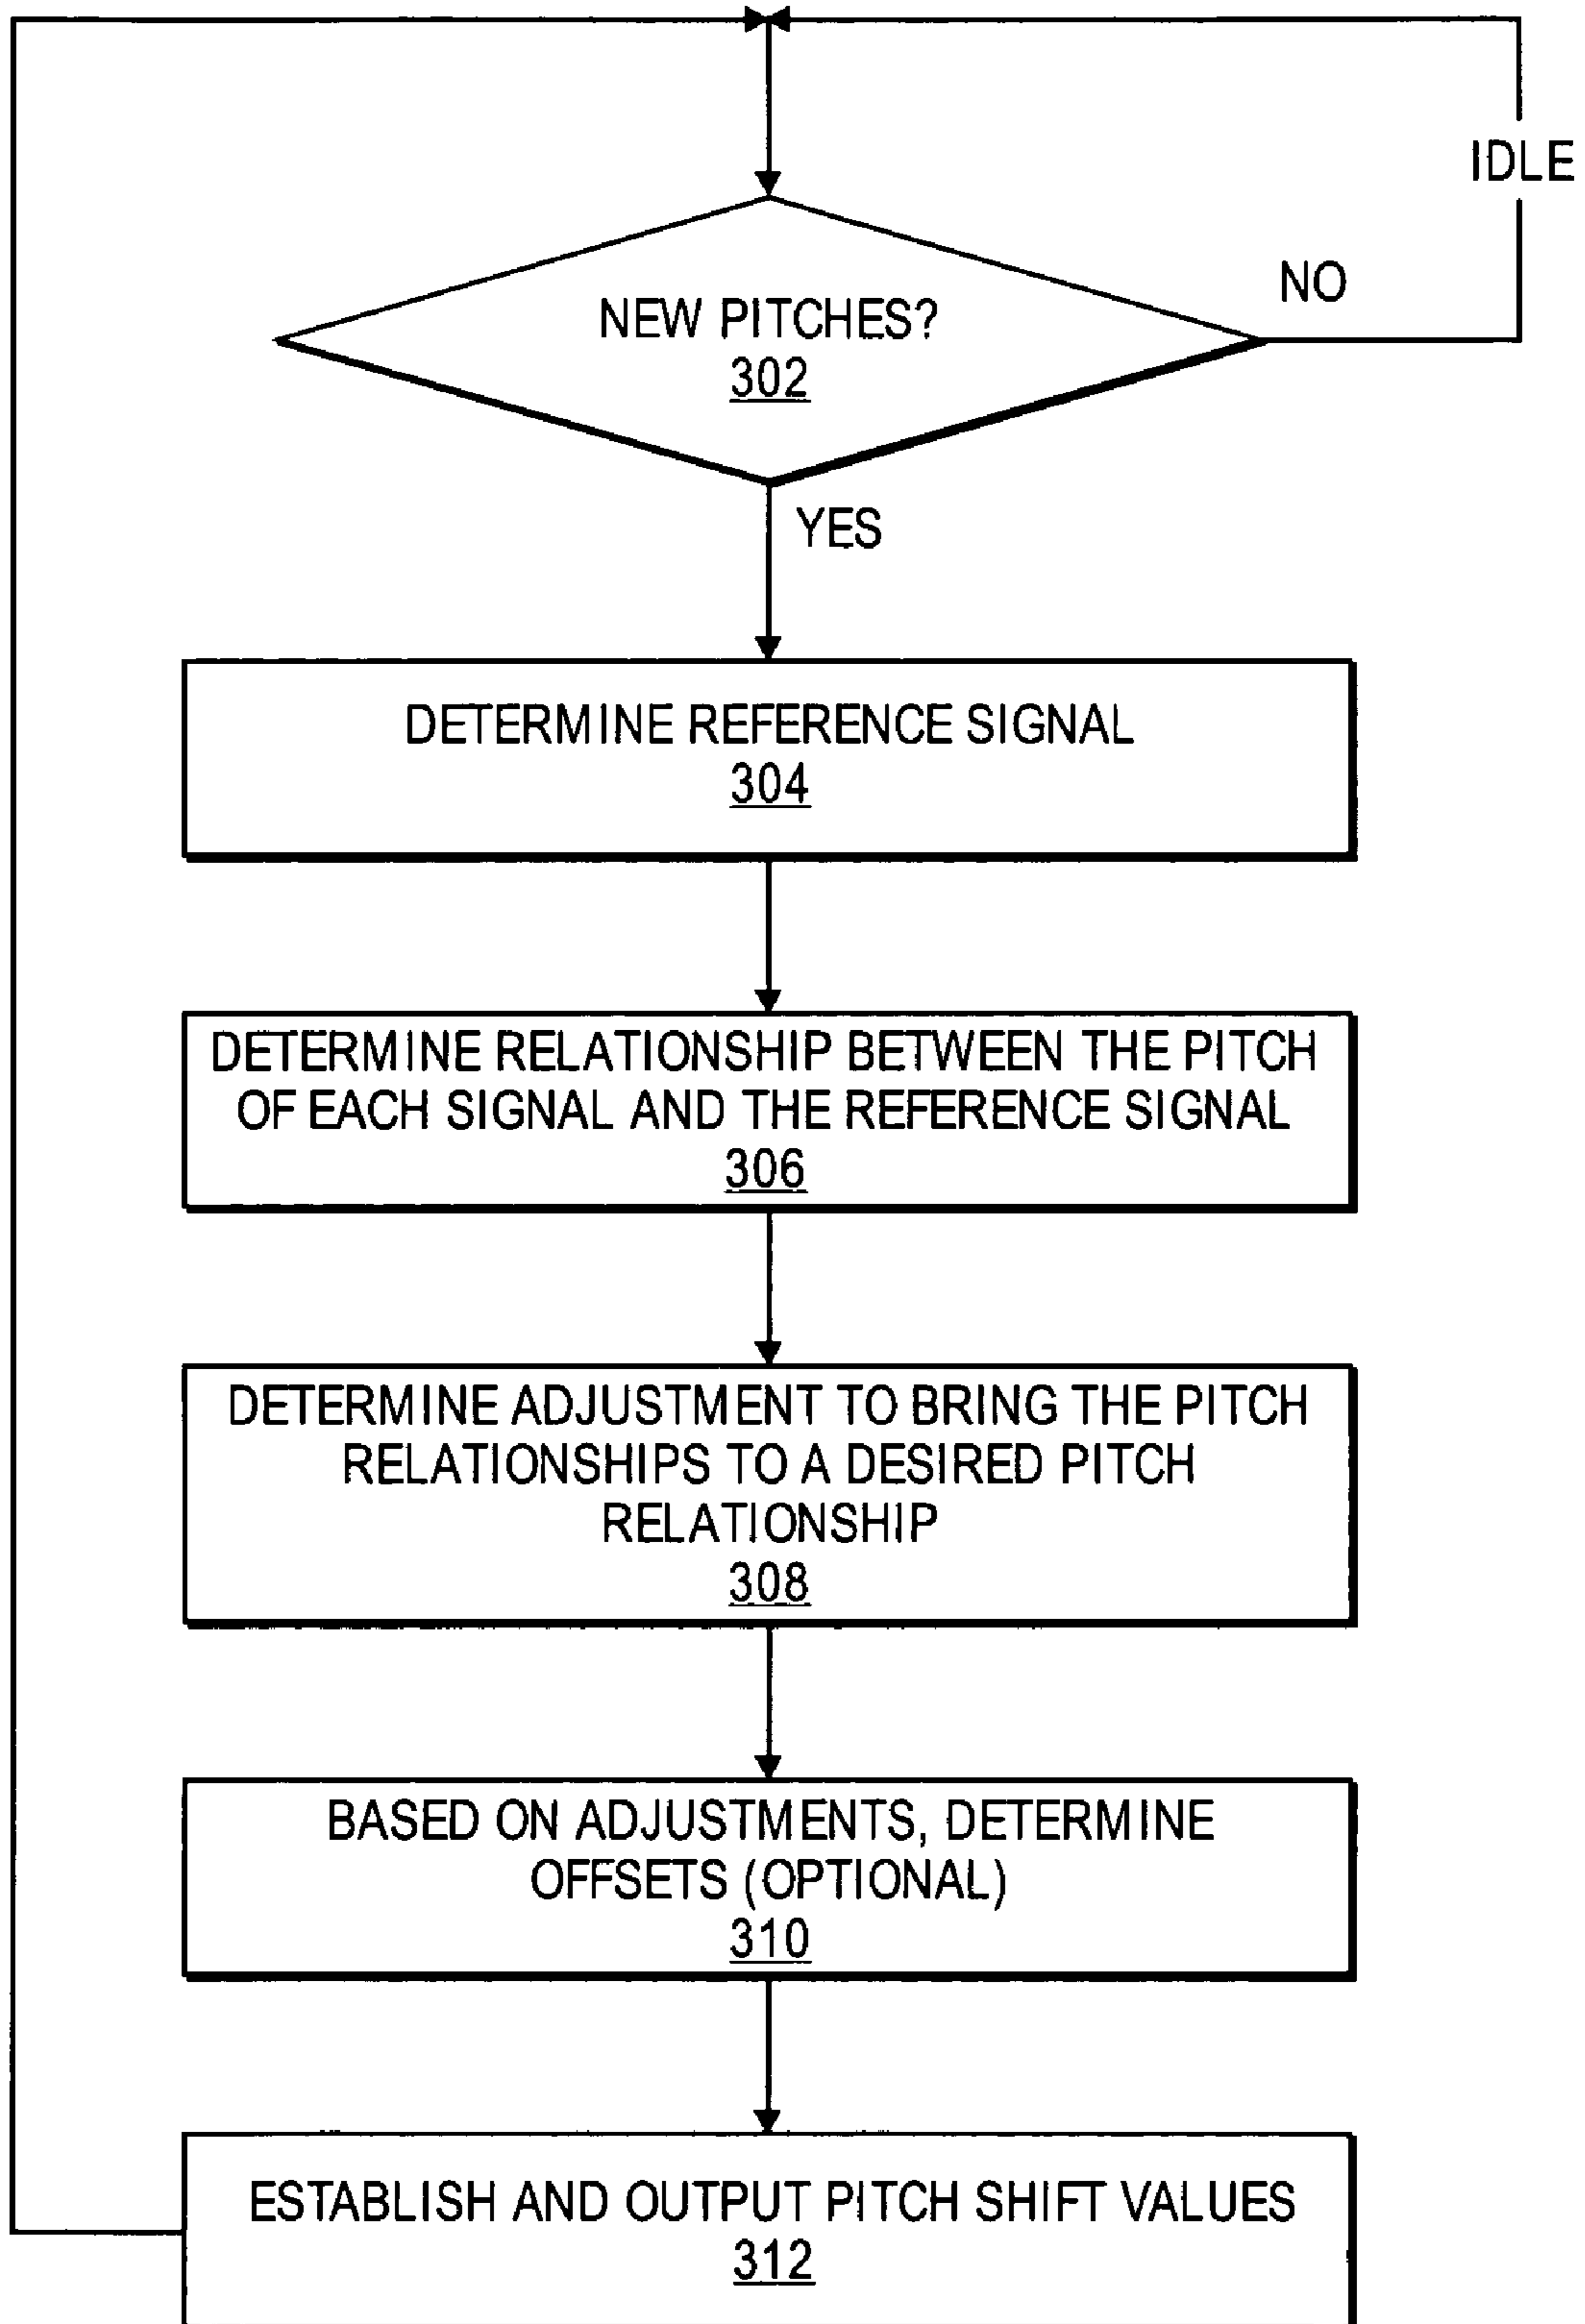 IDLE
NO
NEW PITCHES?
302
YES
DETERMINE REFERENCE SIGNAL
304
DETERMINE RELATIONSHIP BETWEEN THE PITCH
OF EACH SIGNAL AND THE REFERENCE SIGNAL
306
DETERMINE ADJUSTMENT TO BRING THE PITCH
RELATIONSHIPS TO A DESIRED PITCH
RELATIONSHIP
308
BASED ON ADJUSTMENTS, DETERMINE
OFFSETS (OPTIONAL)
310
ESTABLISH AND OUTPUT PITCH SHIFT VALUES
312